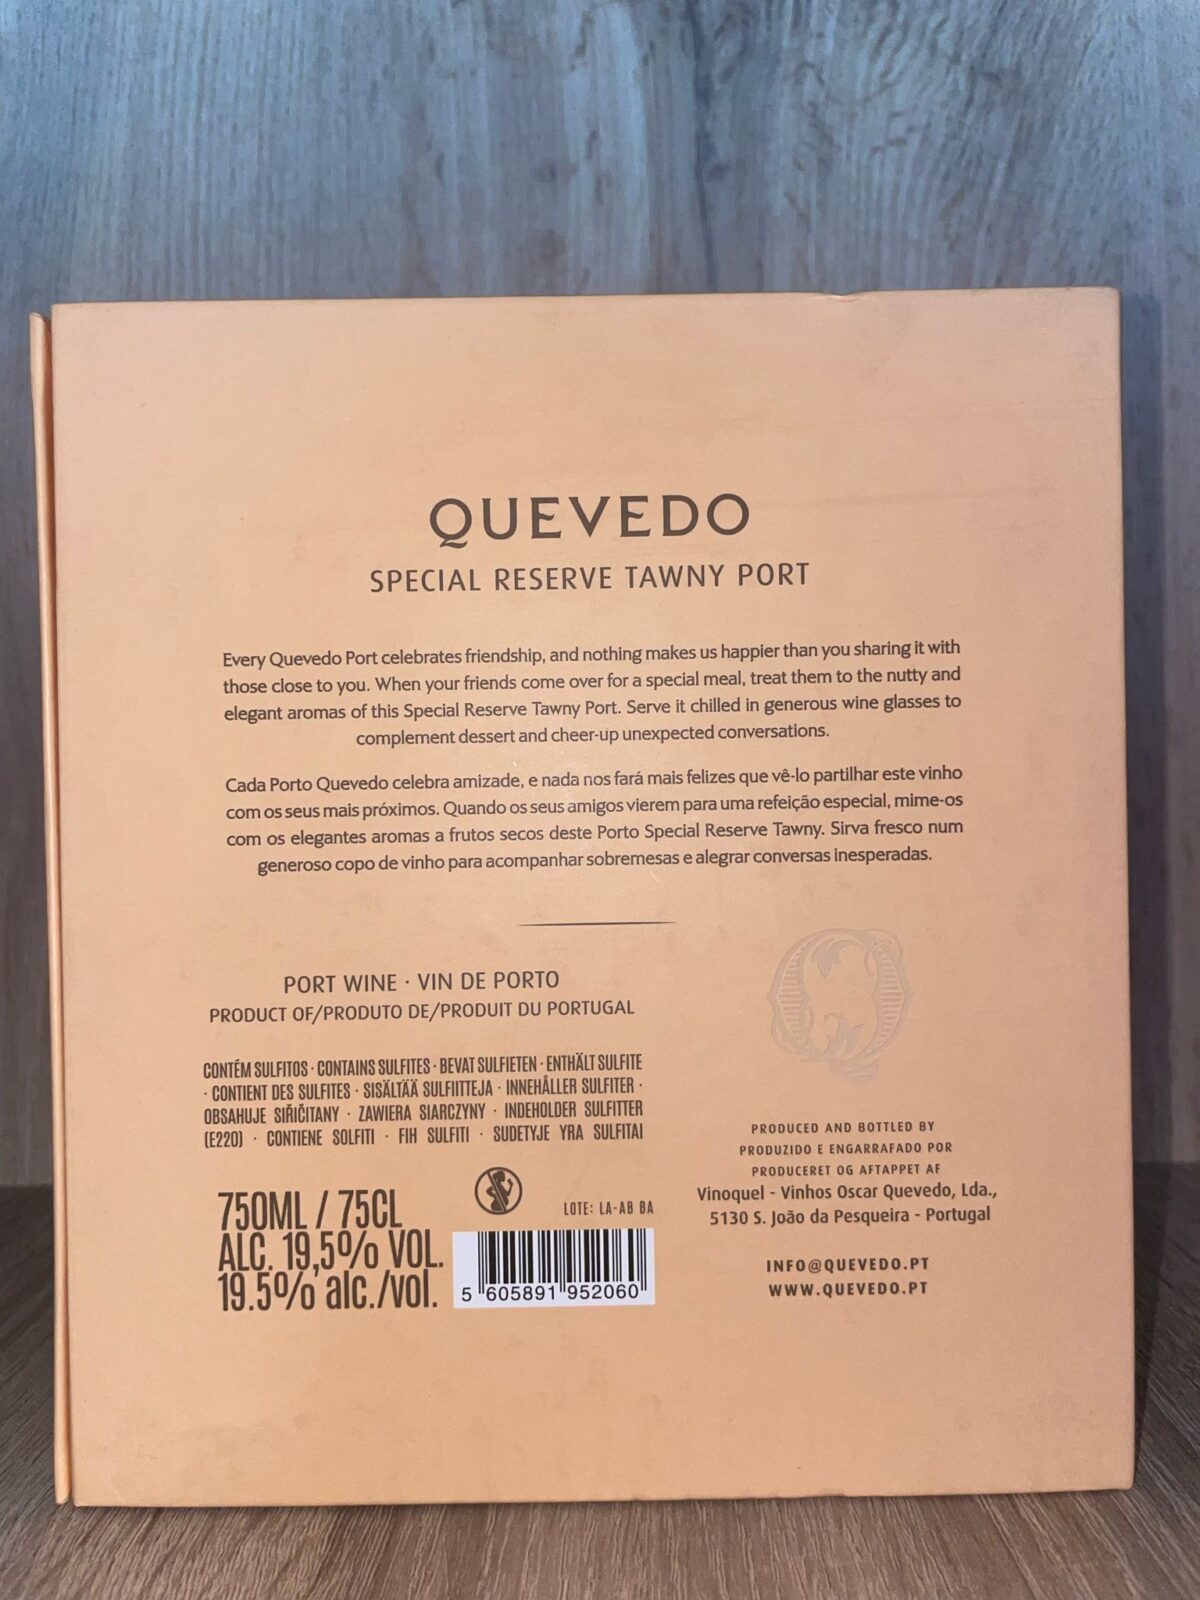 QUEVEDO
SPECIAL RESERVE TAWNY PORT
Every Quevedo Port celebrates friendship, and nothing makes us happier than you sharing it with
those close to you. When your friends come over for a special meal, treat them to the nutty and
elegant aromas of this Special Reserve Tawny Port. Serve it chilled in generous wine glasses to
complement dessert and cheer-up unexpected conversations.
Cada Porto Quevedo celebra amizade, e nada nos fará mais felizes que vê-lo partilhar este vinho
com os seus mais próximos. Quando os seus amigos vierem para uma refeição especial, mime-os
com os elegantes aromas a frutos secos deste Porto Special Reserve Tawny. Sirva fresco num
generoso copo de vinho para acompanhar sobremesas e alegrar conversas inesperadas.
PORT WINE · VIN DE PORTO
PRODUCT OF/PRODUTO DE/PRODUIT DU PORTUGAL
CONTÉM SULFITOS · CONTAINS SULFITES · BEVAT SULFIETEN · ENTHÄLT SULFITE
· CONTIENT DES SULFITES · SISÄLTÄÄ SULFIITTEJA · INNEHÅLLER SULFITER ·
OBSAHUJE SIŘIČITANY · ZAWIERA SIARCZYNY · INDEHOLDER SULFITTER
(E220) · CONTIENE SOLFITI · FIH SULFITI · SUDETYJE YRA SULFITAI
750ML / 75CL
ALC. 19,5% VOL.
19.5% alc./vol.
LOTE: LA-AB BA
5 605891 952060
Q
PRODUCED AND BOTTLED BY
PRODUZIDO E ENGARRAFADO POR
PRODUCERET OG AFTAPPET AF
Vinoquel - Vinhos Oscar Quevedo, Lda.,
5130 S. João da Pesqueira - Portugal
INFO@QUEVEDO.PT
WWW.QUEVEDO.PT